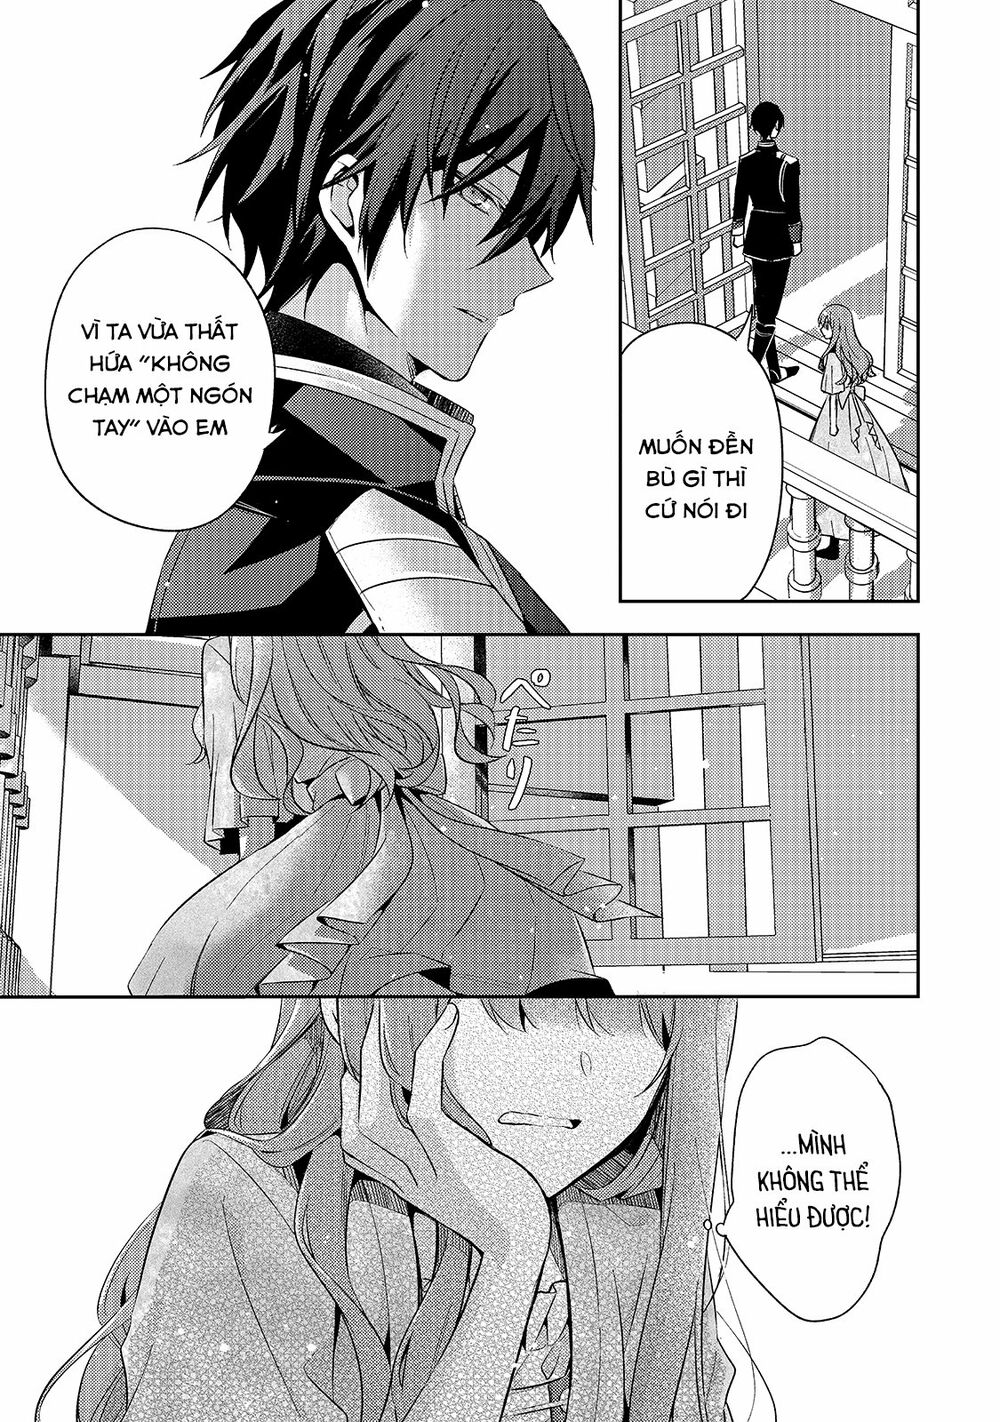 MUỐN ĐỀN
BÙ GÌ THÌ
CỨ NÓI ĐI
VÌ TA VỪA THẤT
HỨA "KHÔNG
CHẠM MỘT NGÓN
TAY" VÀO EM
ぺたり
...MÌNH
KHÔNG THỂ
HIỂU ĐƯỢC!